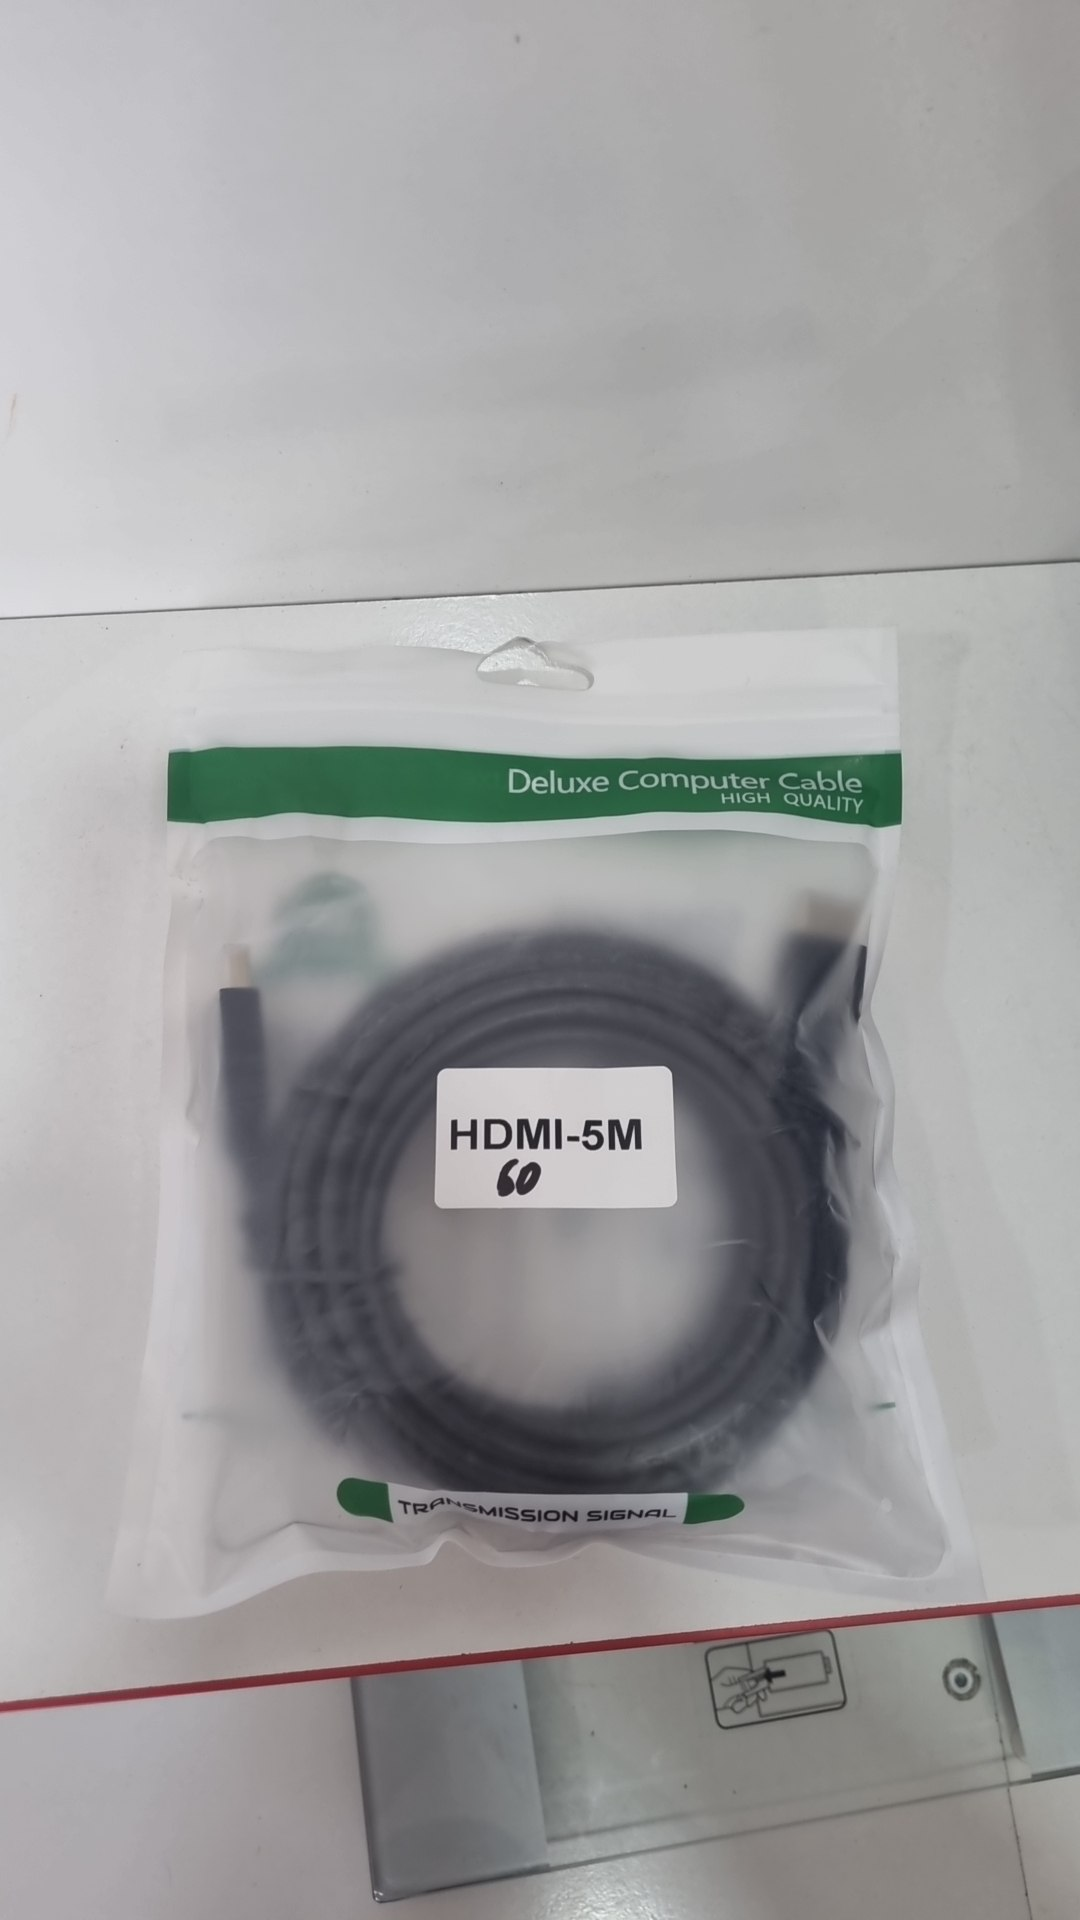 Deluxe Computer Cable
HIGH QUALITY
HDMI-5M
60
TRANSMISSION SIGNAL